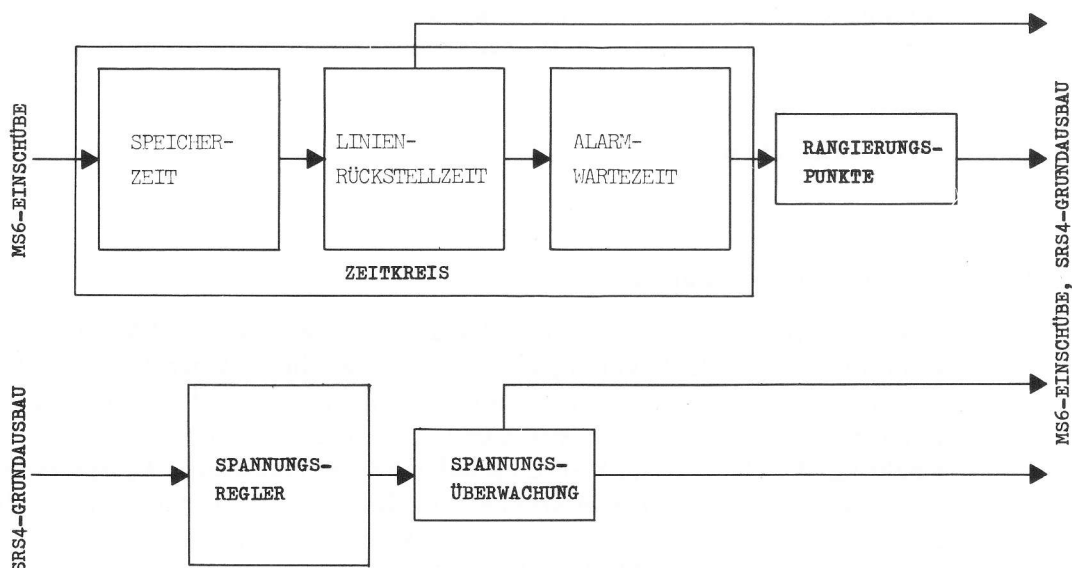 MS6-EINSCHÜBE
SPEICHER-
ZEIT
LINIEN-
RÜCKSTELLZEIT
ALARM-
WARTEZEIT
RANGIERUNGS-
PUNKTE
ZEITKREIS
MS6-EINSCHÜBE, SRS4-GRUNDAUSBAU
SRS4-GRUNDAUSBAU
SPANNUNGS-
REGLER
SPANNUNGS-
ÜBERWACHUNG